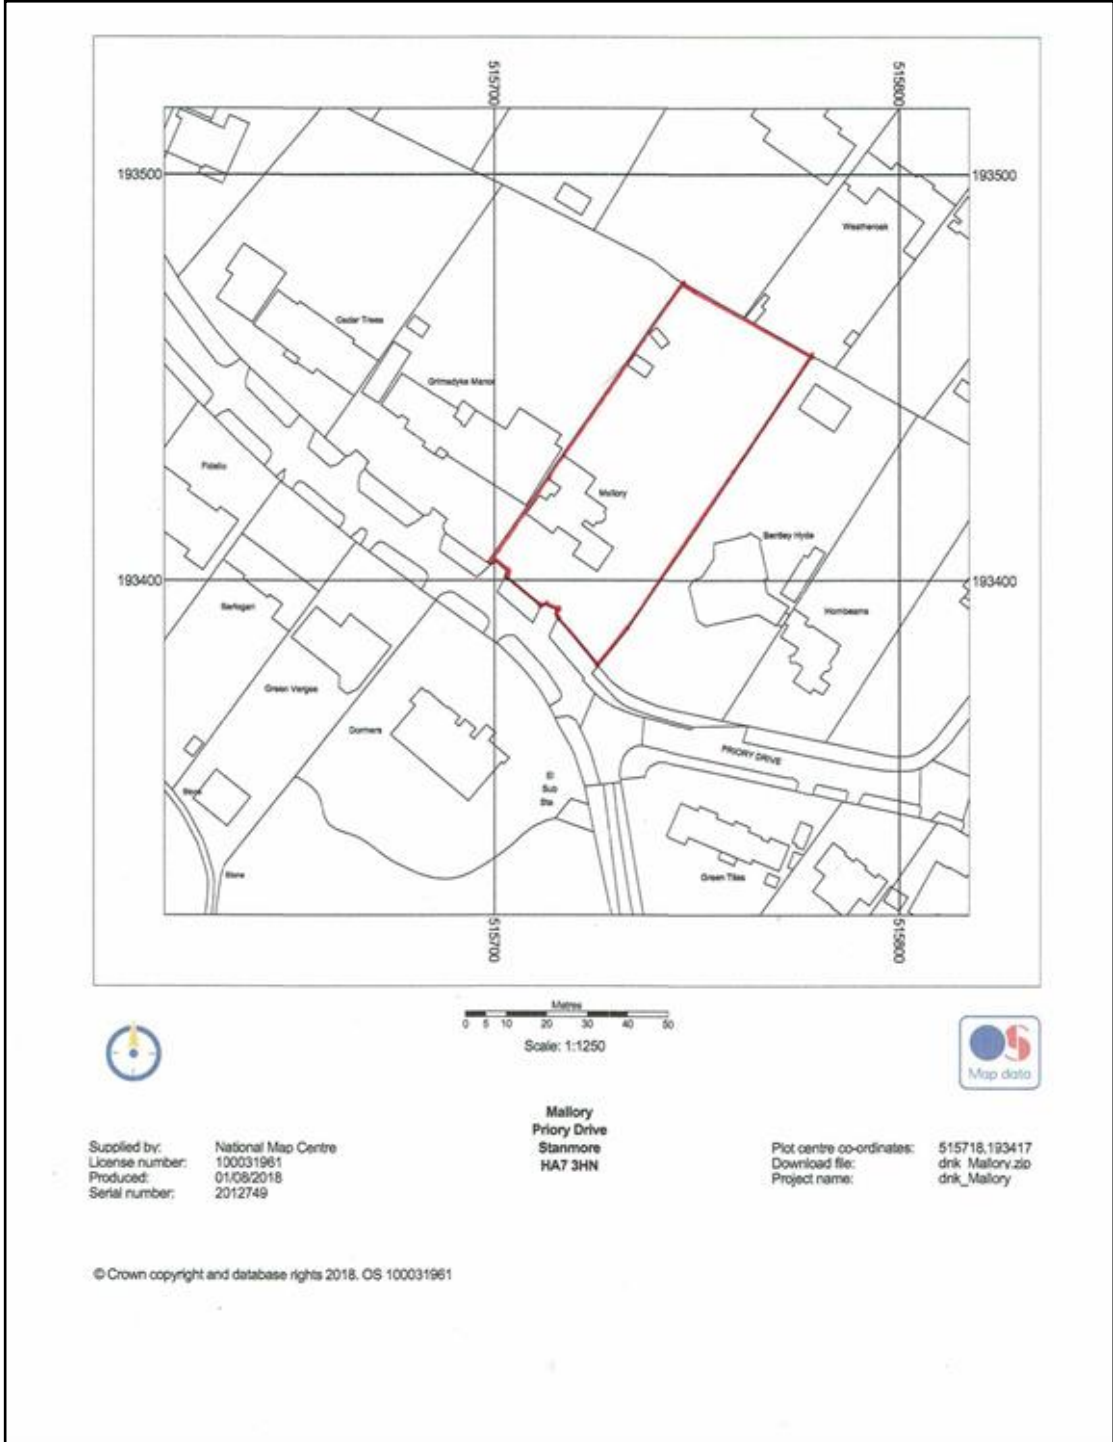 515700
515800
193500
193500
Weatheroak
Cedar Trees
Grimsdyke Manor
Fidelio
Mallory
Bentley Hyde
193400
193400
Hornbeams
Green Verges
Dormers
PRIORY DRIVE
El
Sub
Sta
Stone
Green Tiles
515700
515800
Metres
0 5 10 20 30 40 50
Scale: 1:1250
OS
Map data
Mallory
Priory Drive
Stanmore
HA7 3HN
Supplied by: National Map Centre
License number: 100031961
Produced: 01/08/2018
Serial number: 2012749
Plot centre co-ordinates: 515718,193417
Download file: dnk_Mallory.zip
Project name: dnk_Mallory
© Crown copyright and database rights 2018. OS 100031961